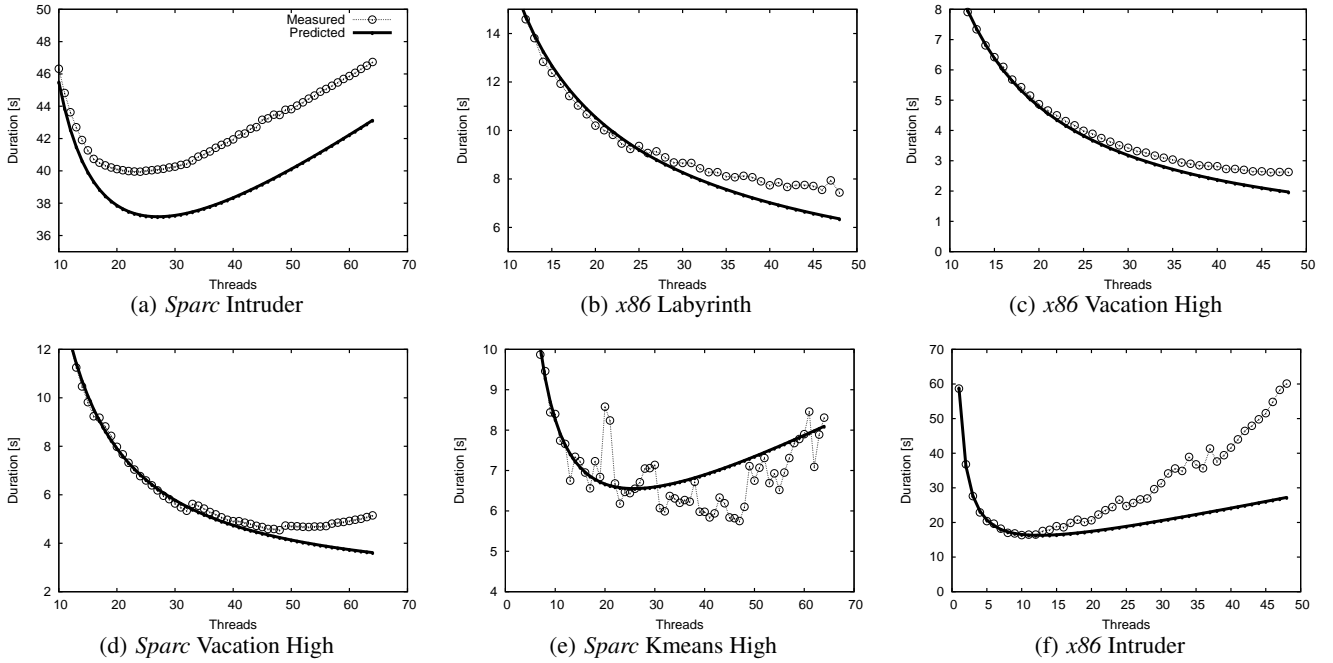 50
48
46
44
42
40
38
36
10 20 30 40 50 60 70
Duration [s]
Threads
Measured
Predicted
(a) Sparc Intruder
14
12
10
8
6
10 15 20 25 30 35 40 45 50
Duration [s]
Threads
(b) x86 Labyrinth
8
7
6
5
4
3
2
1
0
10 15 20 25 30 35 40 45 50
Duration [s]
Threads
(c) x86 Vacation High
12
10
8
6
4
2
10 20 30 40 50 60 70
Duration [s]
Threads
(d) Sparc Vacation High
10
9
8
7
6
5
4
0 10 20 30 40 50 60 70
Duration [s]
Threads
(e) Sparc Kmeans High
70
60
50
40
30
20
10
0
0 5 10 15 20 25 30 35 40 45 50
Duration [s]
Threads
(f) x86 Intruder